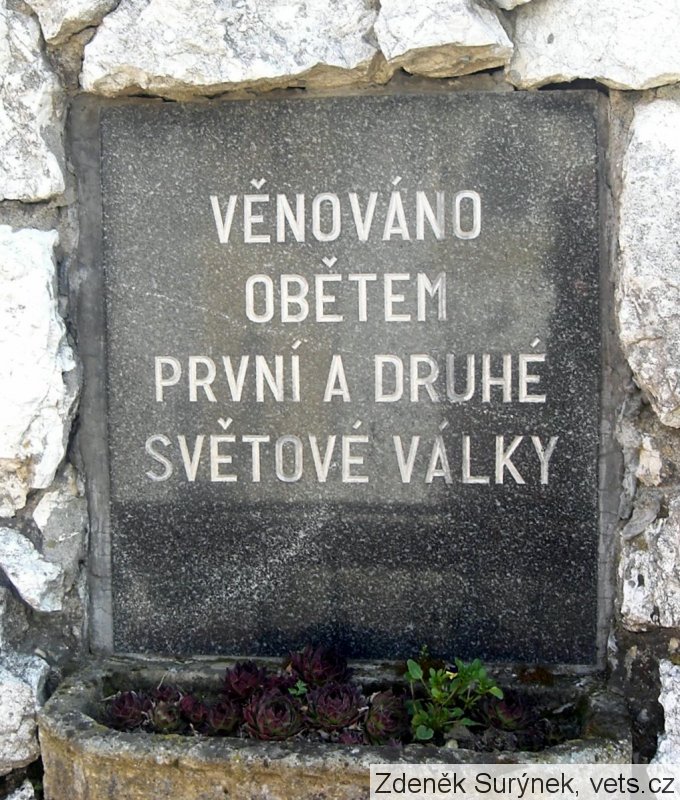 VĚNOVÁNO
OBĚTEM
PRVNÍ A DRUHÉ
SVĚTOVÉ VÁLKY
Zdeněk Surýnek, vets.cz